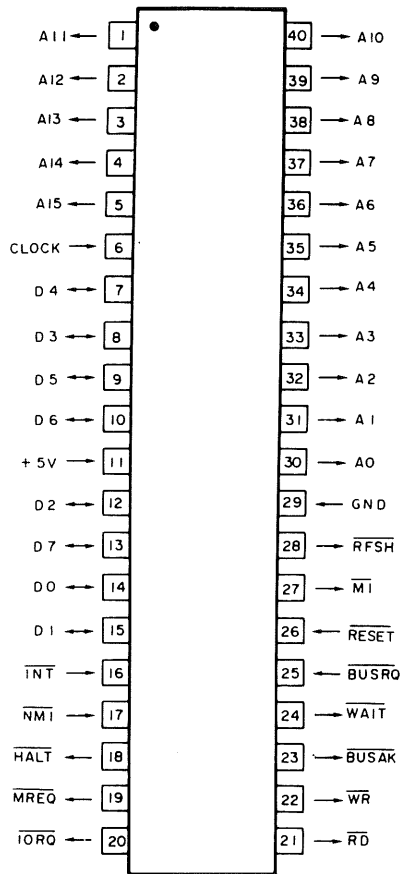 A11 1 40 A10
A12 2 39 A9
A13 3 38 A8
A14 4 37 A7
A15 5 36 A6
CLOCK 6 35 A5
D4 7 34 A4
D3 8 33 A3
D5 9 32 A2
D6 10 31 A1
+5V 11 30 A0
D2 12 29 GND
D7 13 28 RFSH
D0 14 27 M1
D1 15 26 RESET
INT 16 25 BUSRQ
NMI 17 24 WAIT
HALT 18 23 BUSAK
MREQ 19 22 WR
IORQ 20 21 RD